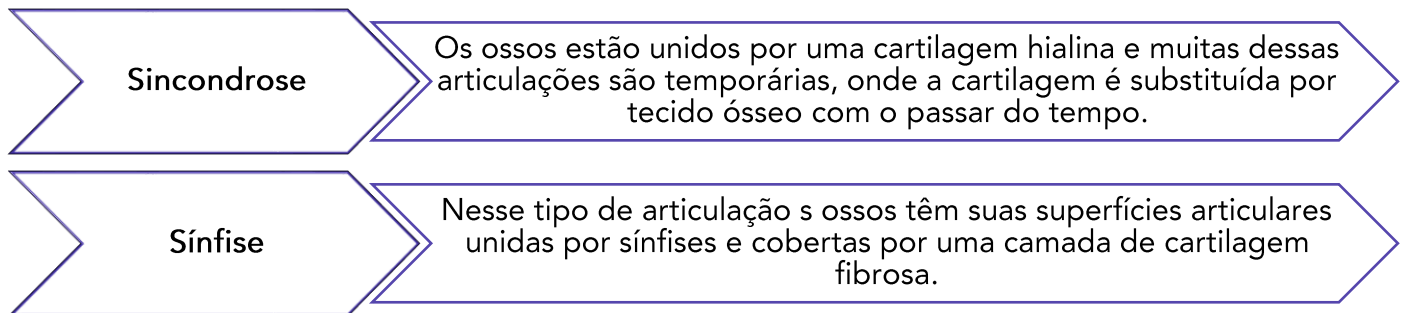 Sincondrose
Os ossos estão unidos por uma cartilagem hialina e muitas dessas
articulações são temporárias, onde a cartilagem é substituída por
tecido ósseo com o passar do tempo.
Sínfise
Nesse tipo de articulação s ossos têm suas superfícies articulares
unidas por sínfises e cobertas por uma camada de cartilagem
fibrosa.